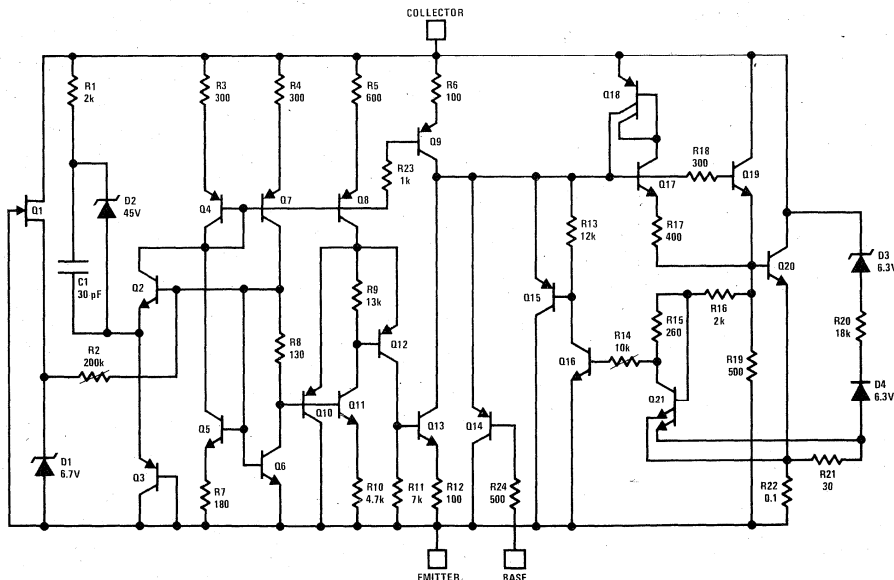 COLLECTOR
R1
2k
R3
300
R4
300
R5
600
R6
100
Q18
Q9
R18
300
Q19
R23
1k
Q17
D2
45V
Q1
Q4
Q7
Q8
R13
12k
R17
400
Q20
D3
6.3V
C1
30 pF
Q2
R9
13k
Q15
R16
2k
R15
260
R20
18k
R2
200k
R8
130
Q12
R14
10k
Q16
R19
500
D4
6.3V
Q10
Q11
Q21
Q5
Q13
Q14
D1
6.7V
Q3
Q6
R7
180
R10
4.7k
R11
7k
R12
100
R24
500
R22
0.1
R21
30
EMITTER
BASE